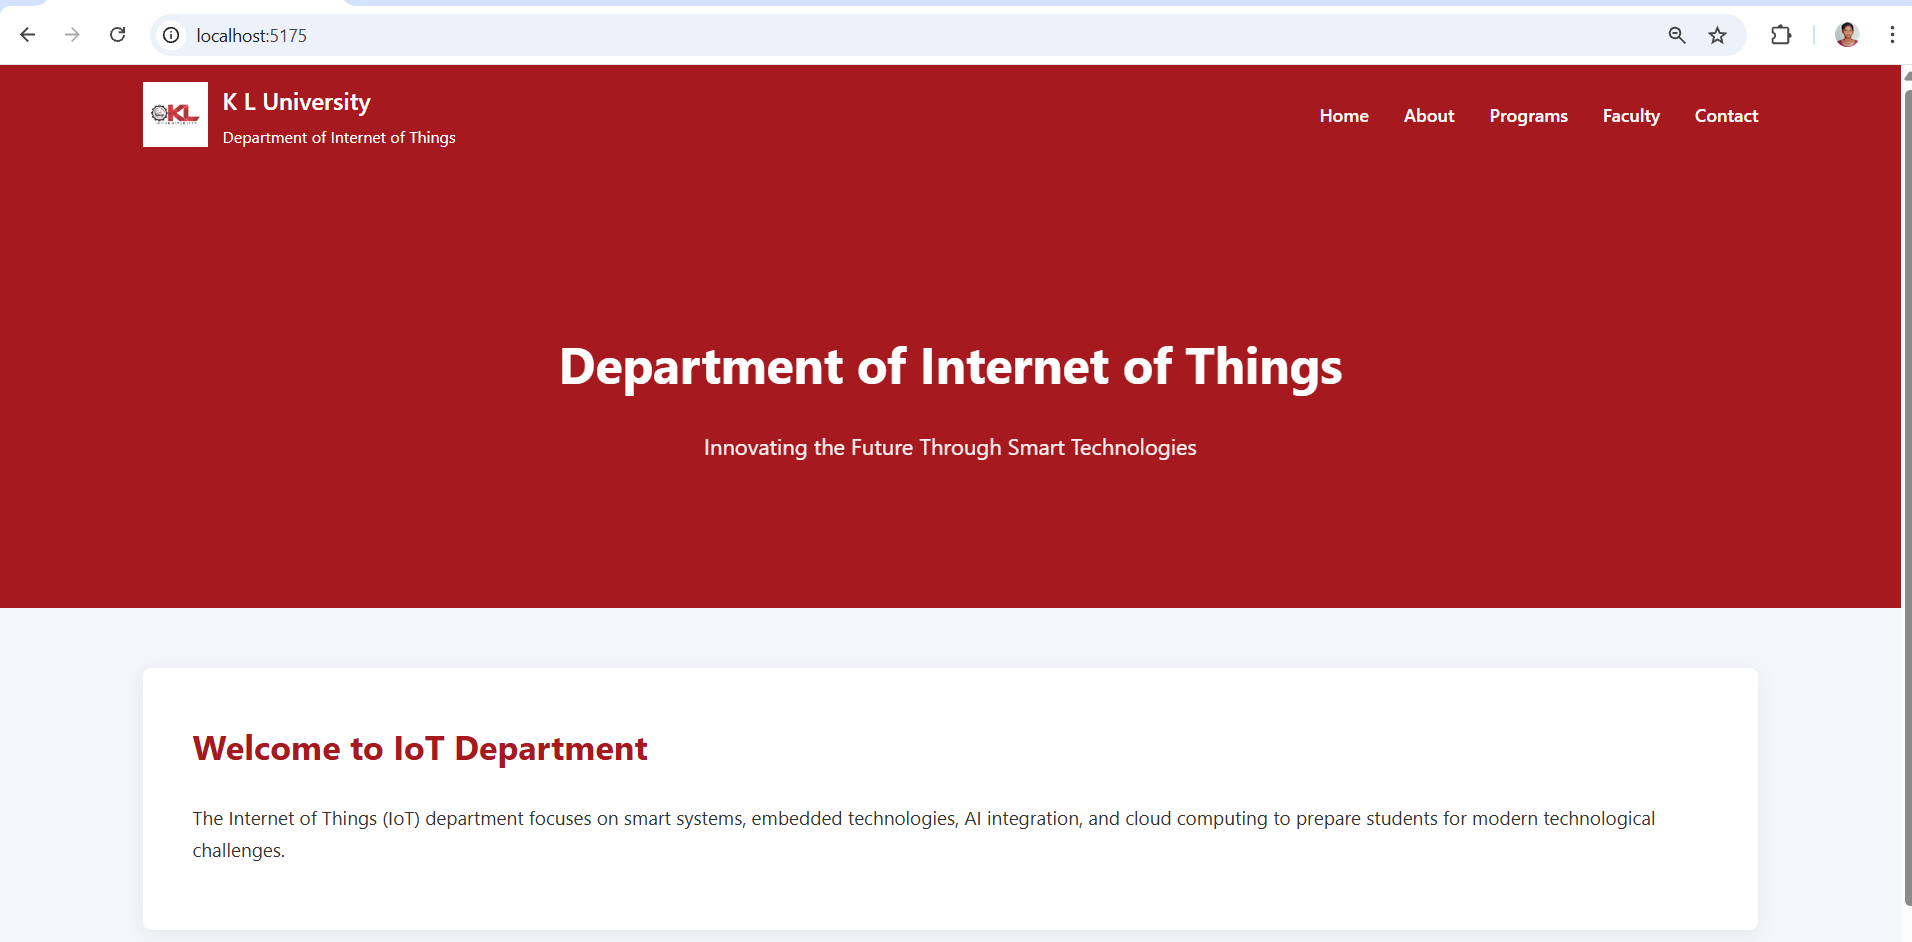 localhost:5175
KL
K L University
Department of Internet of Things
Home About Programs Faculty Contact
Department of Internet of Things
Innovating the Future Through Smart Technologies
Welcome to IoT Department
The Internet of Things (IoT) department focuses on smart systems, embedded technologies, AI integration, and cloud computing to prepare students for modern technological
challenges.